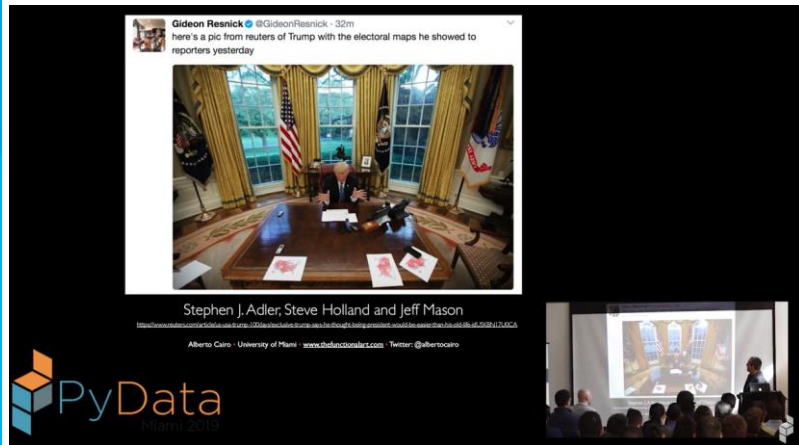 Gideon Resnick @GideonResnick · 32m
here's a pic from reuters of Trump with the electoral maps he showed to
reporters yesterday
Stephen J. Adler, Steve Holland and Jeff Mason
Alberto Cairo • University of Miami • www.thefunctionalart.com • Twitter: @albertocairo
PyData
Miami 2019